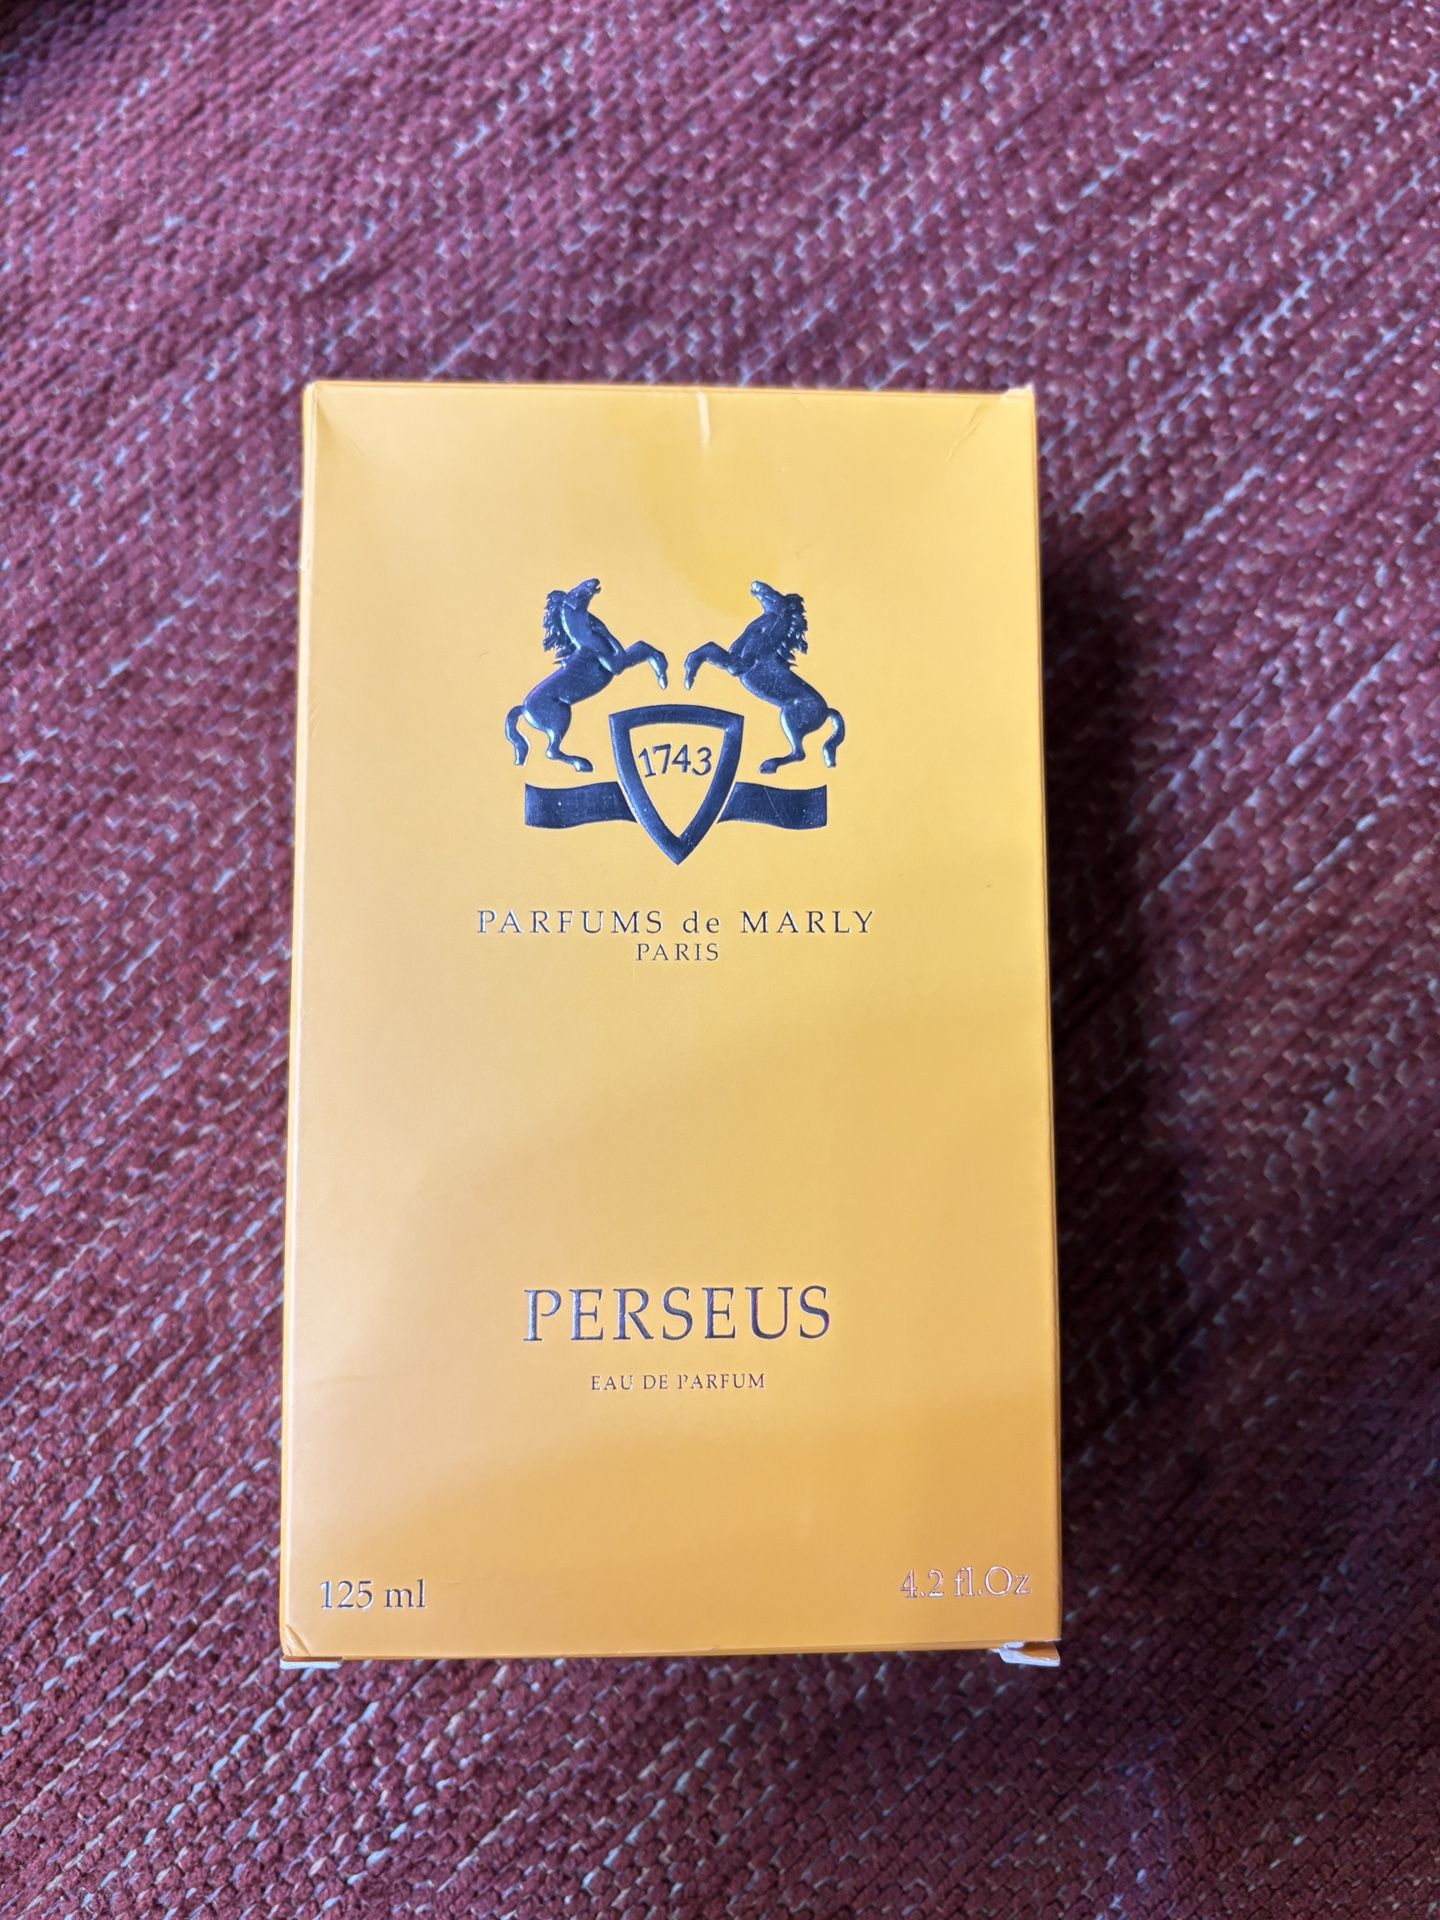 1743
PARFUMS de MARLY
PARIS
PERSEUS
EAU DE PARFUM
125 ml
4.2 fl.Oz